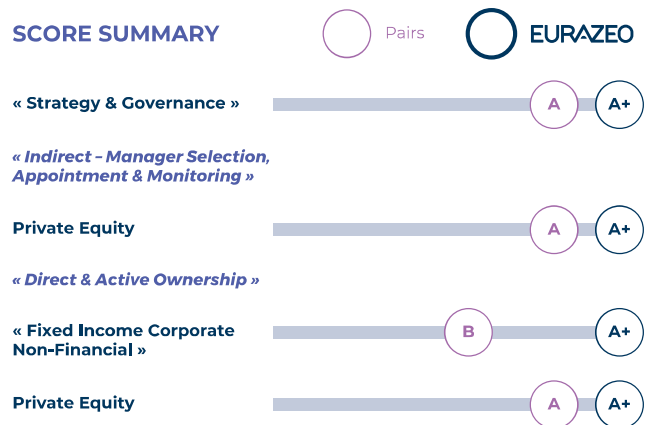 SCORE SUMMARY Pairs EURAZEO
« Strategy & Governance » A A+
« Indirect – Manager Selection,
Appointment & Monitoring »
Private Equity A A+
« Direct & Active Ownership »
« Fixed Income Corporate
Non-Financial » B A+
Private Equity A A+